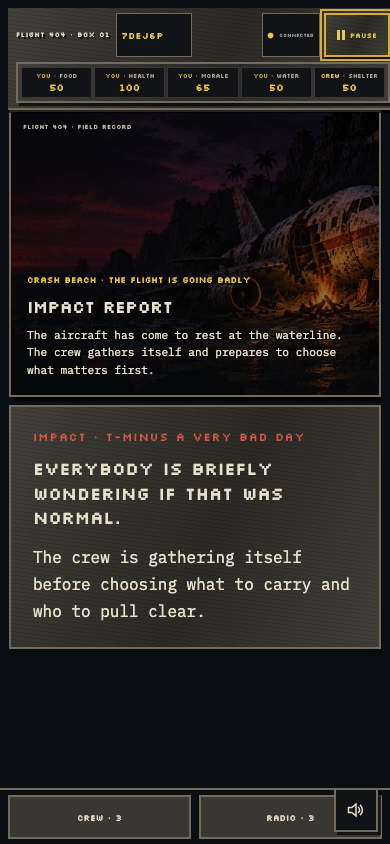 FLIGHT 404 · BOX 01
7DEJ6P
CONNECTED
PAUSE
YOU · FOOD
50
YOU · HEALTH
100
YOU · MORALE
65
YOU · WATER
50
CREW · SHELTER
50
FLIGHT 404 · FIELD RECORD
CRASH BEACH · THE FLIGHT IS GOING BADLY
IMPACT REPORT
The aircraft has come to rest at the waterline.
The crew gathers itself and prepares to choose
what matters first.
IMPACT · T-MINUS A VERY BAD DAY
EVERYBODY IS BRIEFLY
WONDERING IF THAT WAS
NORMAL.
The crew is gathering itself
before choosing what to carry and
who to pull clear.
CREW · 3
RADIO · 3